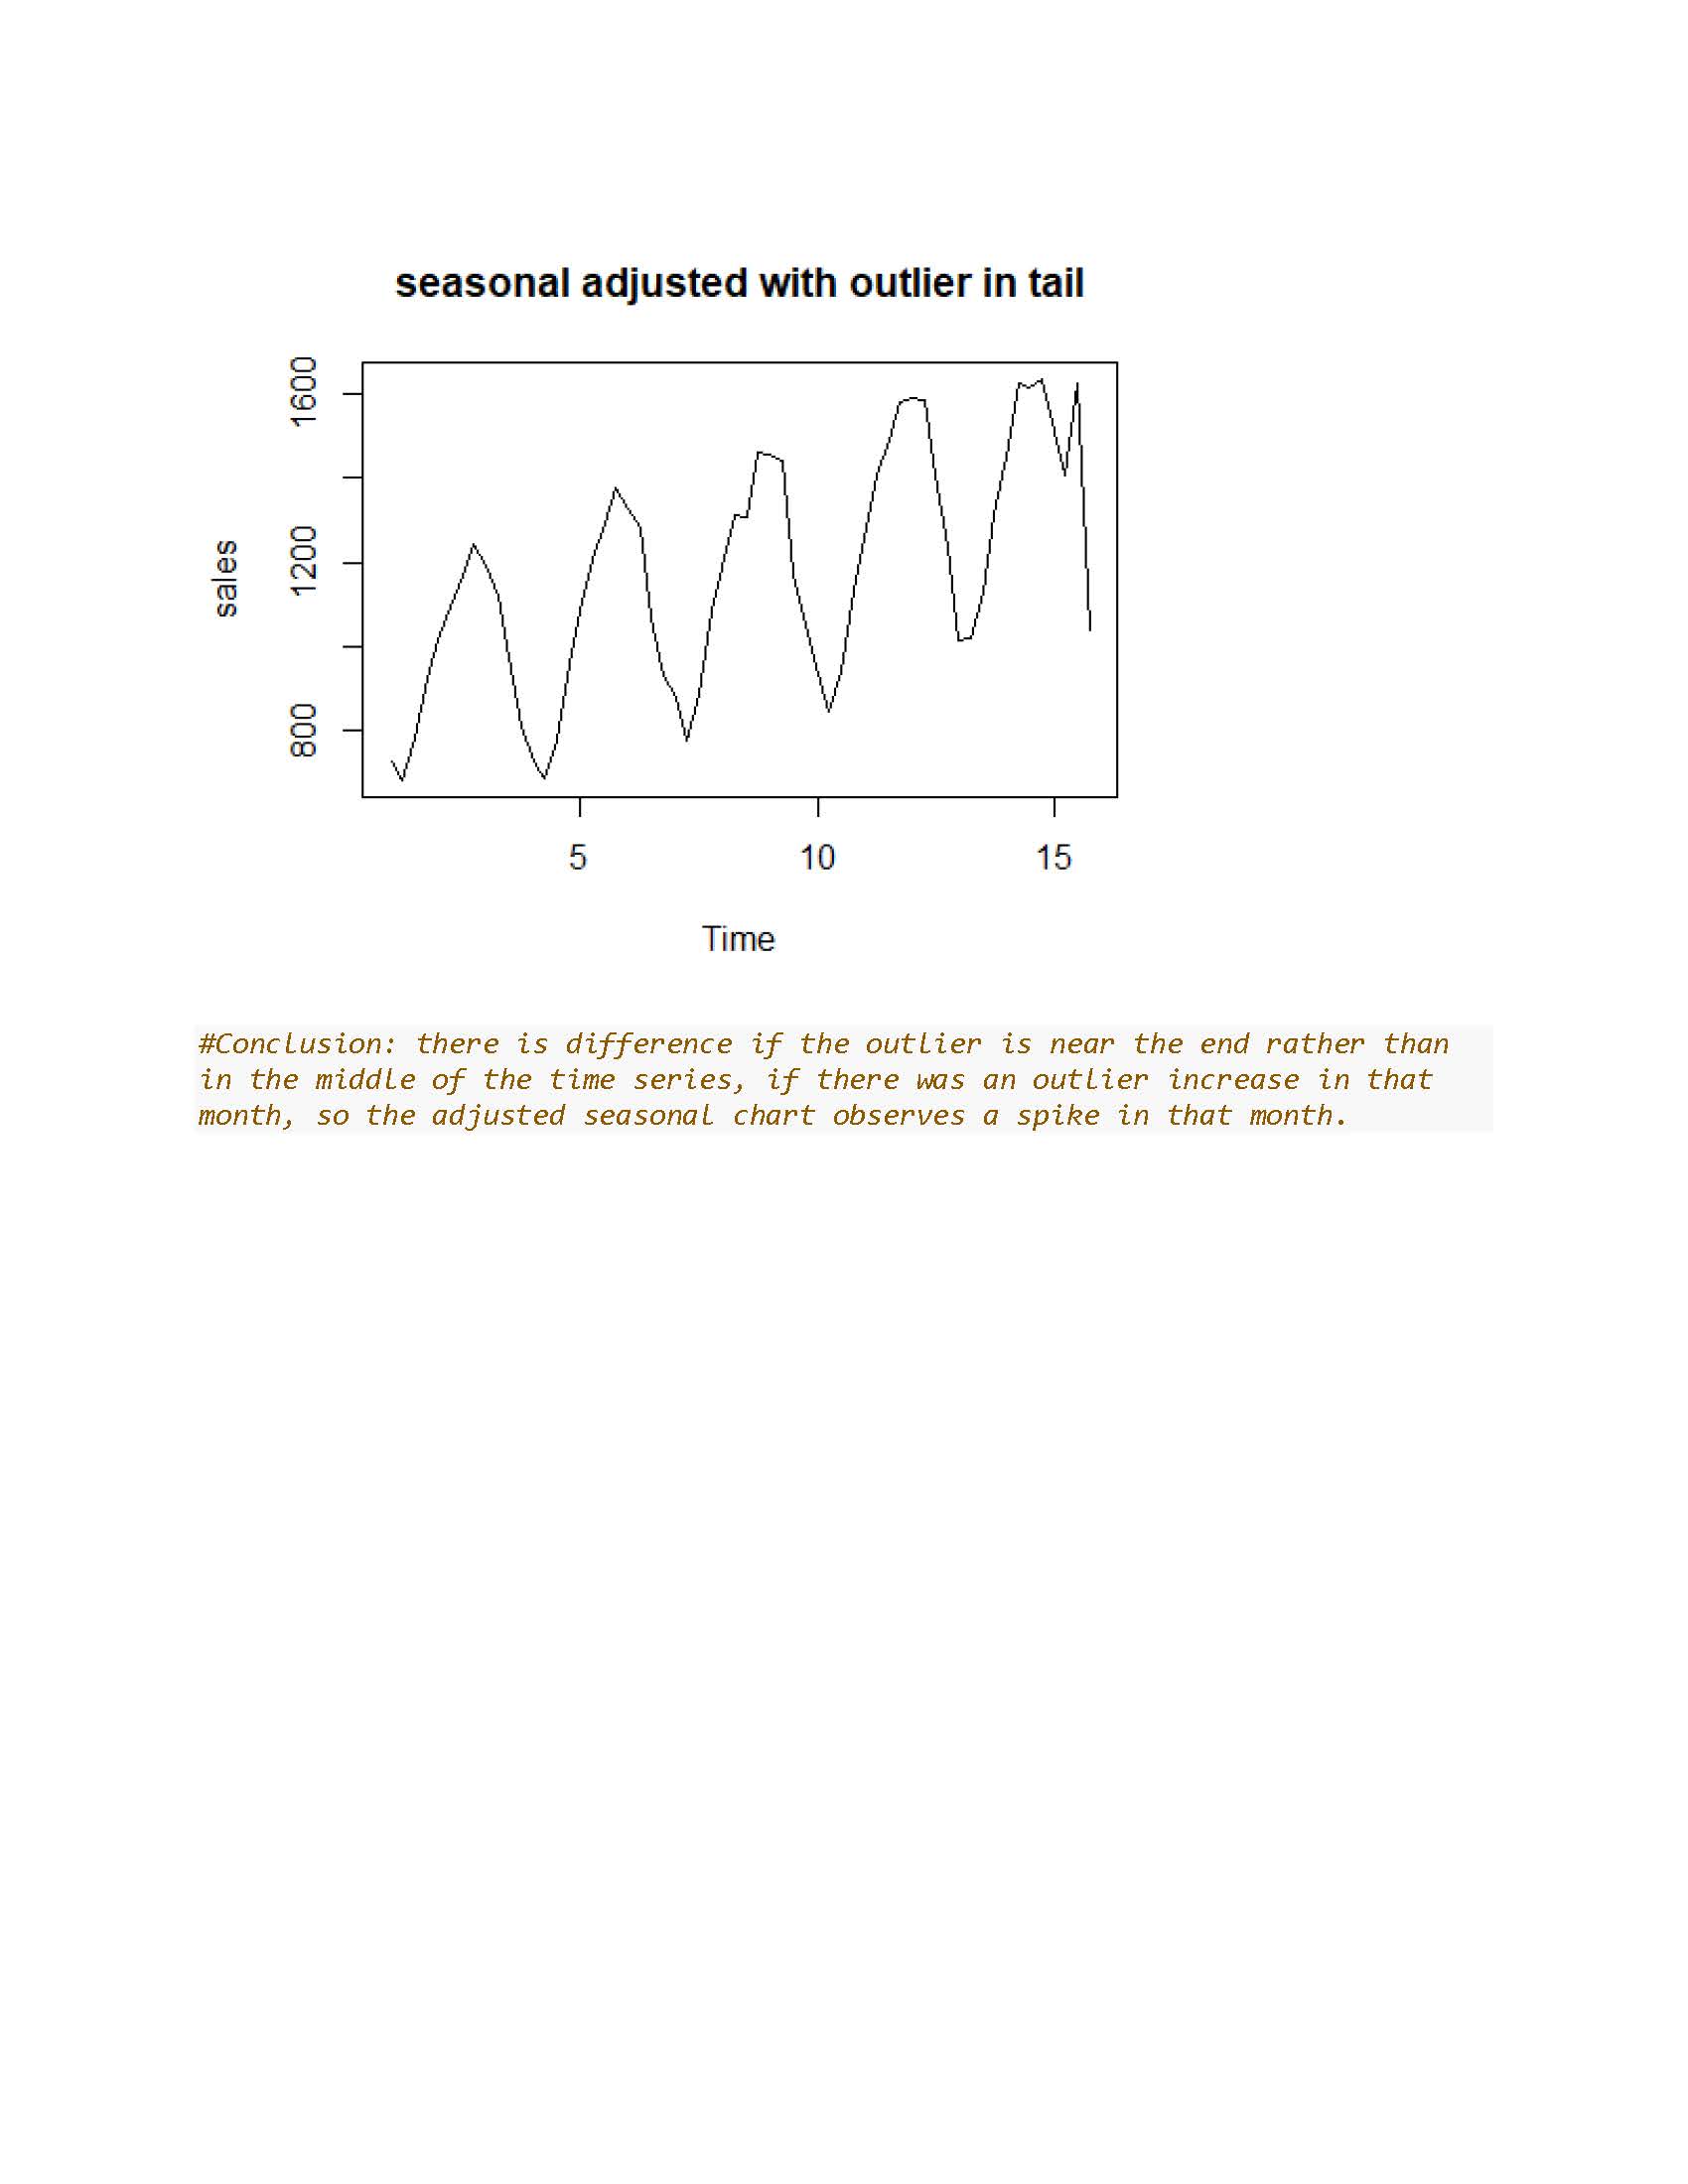 seasonal adjusted with outlier in tail
1600
1200
800
sales
5 10 15
Time
#Conclusion: there is difference if the outlier is near the end rather than
in the middle of the time series, if there was an outlier increase in that
month, so the adjusted seasonal chart observes a spike in that month.